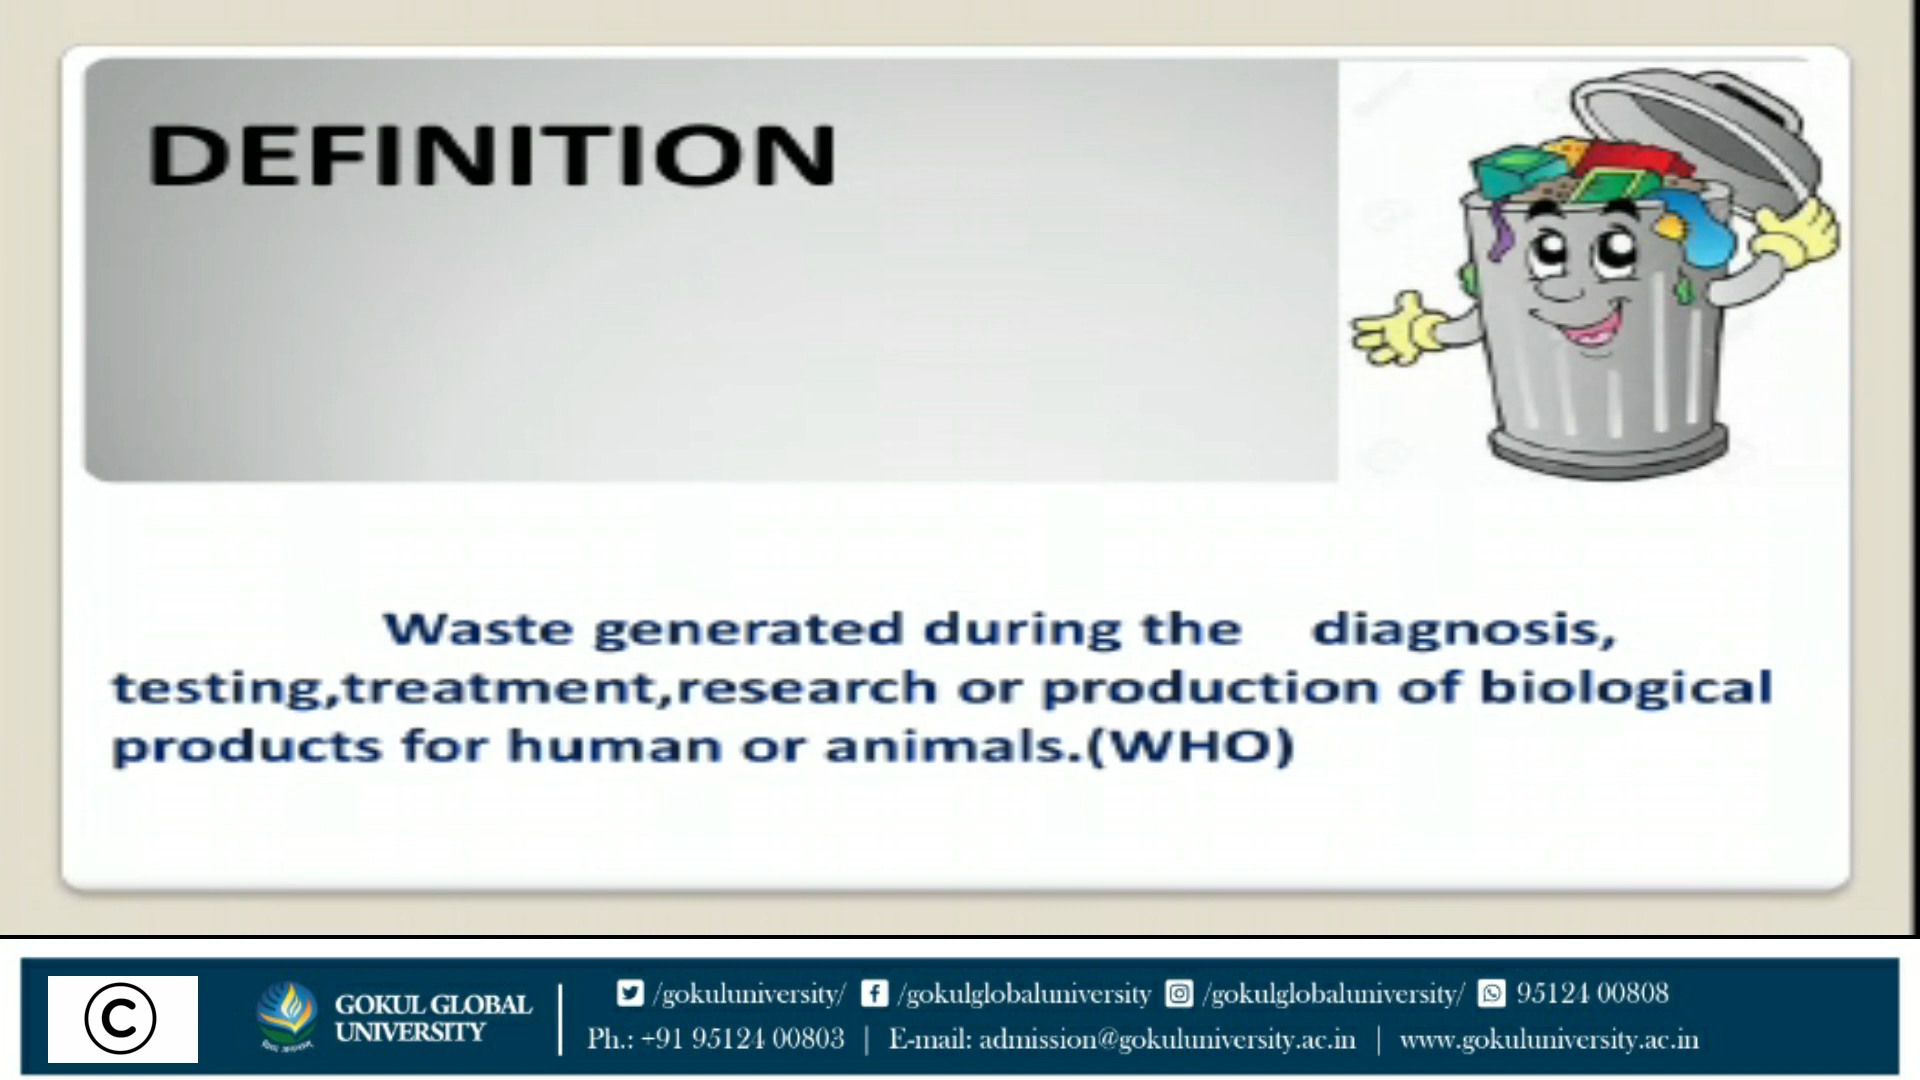 DEFINITION
Waste generated during the diagnosis,
testing,treatment,research or production of biological
products for human or animals.(WHO)
©
GOKUL GLOBAL
UNIVERSITY
/gokuluniversity/ /gokulglobaluniversity /gokulglobaluniversity/ 95124 00808
Ph.: +91 95124 00803 | E-mail: admission@gokuluniversity.ac.in | www.gokuluniversity.ac.in